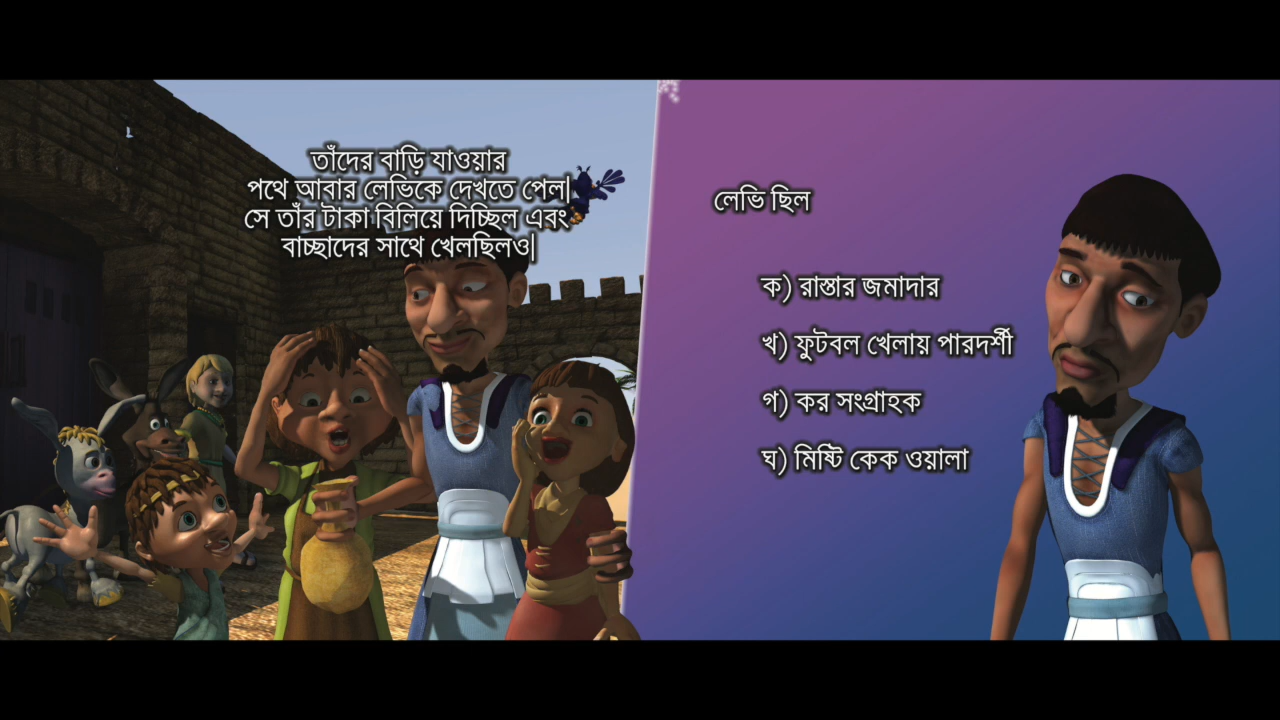 তাঁদের বাড়ি যাওয়ার
পথে আবার লেভিকে দেখতে পেল|
সে তাঁর টাকা বিলিয়ে দিচ্ছিল এবং
বাচ্ছাদের সাথে খেলছিলও|
লেভি ছিল
ক) রাস্তার জমাদার
খ) ফুটবল খেলায় পারদর্শী
গ) কর সংগ্রাহক
ঘ) মিষ্টি কেক ওয়ালা